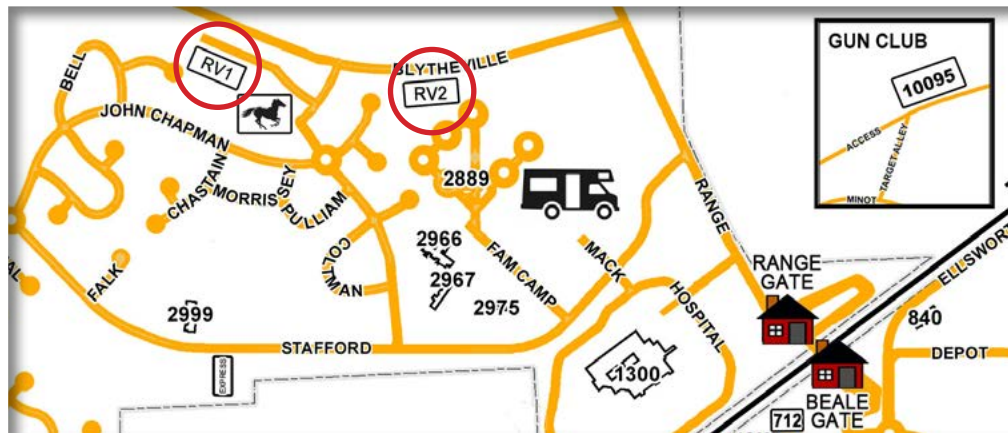 BELL
RV1
BLYTHEVILLE
RV2
JOHN CHAPMAN
CHASTAIN
MORRISSEY
PULLIAM
COLTMAN
2889
RANGE
GUN CLUB
10095
ACCESS
TARGET ALLEY
MINOT
FALK
2966
2967
2975
FAM CAMP
MACK
HOSPITAL
RANGE
GATE
2999
STAFFORD
EXPRESS
1300
840
DEPOT
BEALE
GATE
712